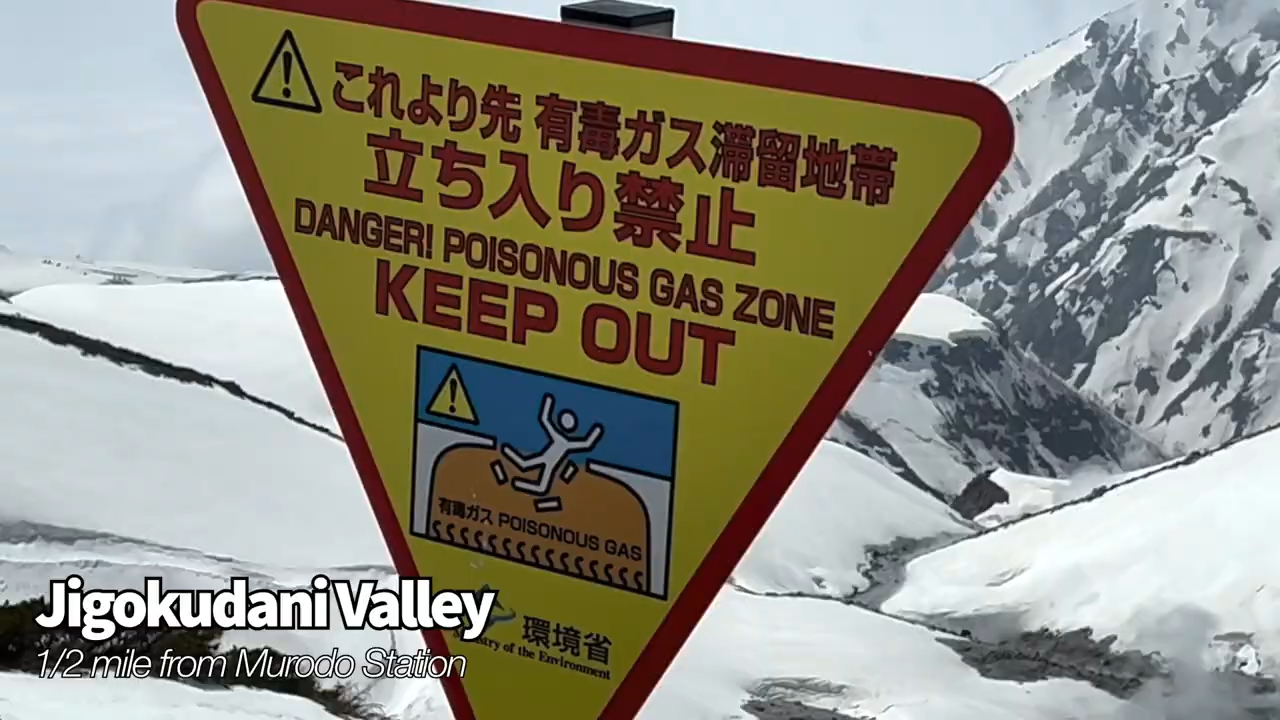 これより先 有毒ガス滞留地帯
立ち入り禁止
DANGER! POISONOUS GAS ZONE
KEEP OUT
有毒ガス POISONOUS GAS
環境省
Ministry of the Environment
Jigokudani Valley
1/2 mile from Murodo Station